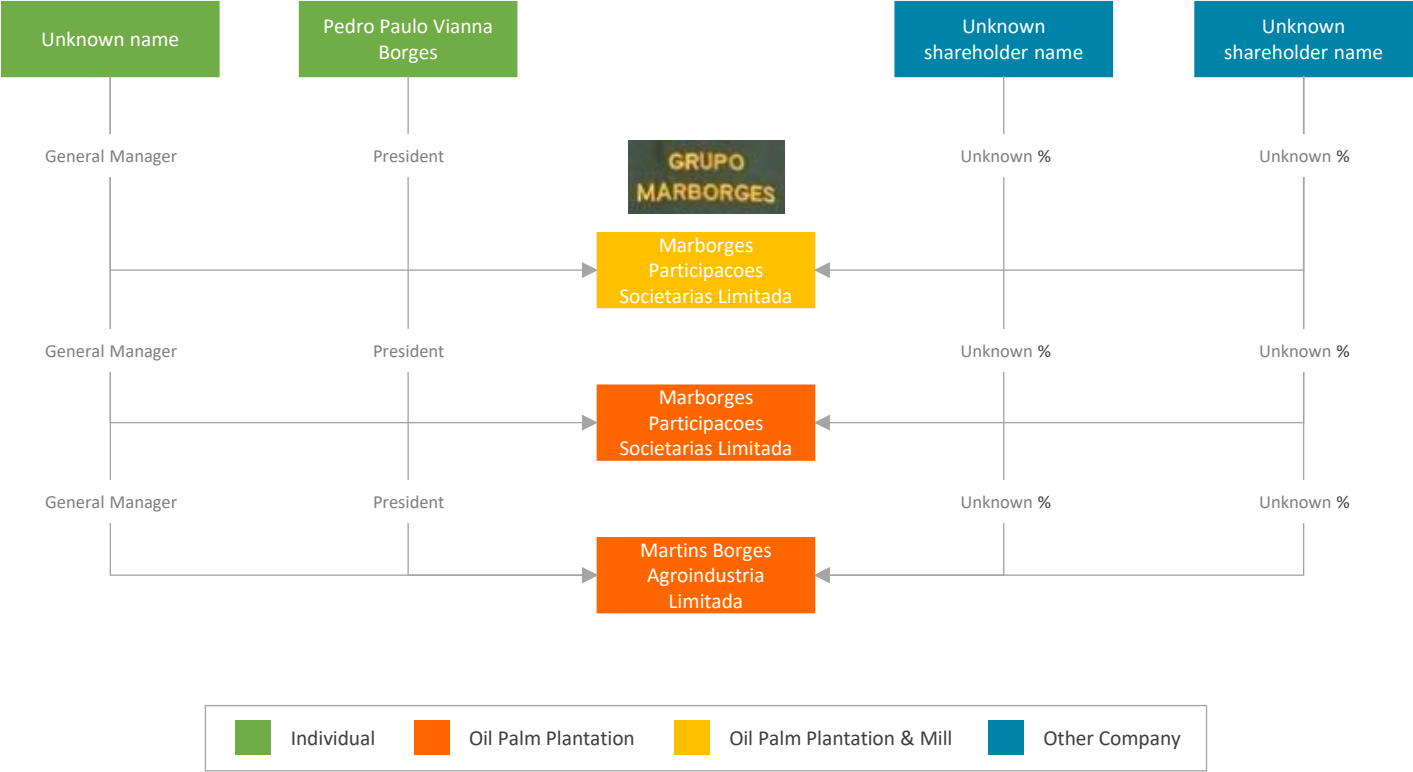 Unknown name
Pedro Paulo Vianna
Borges
Unknown
shareholder name
Unknown
shareholder name
General Manager
President
GRUPO
MARBORGES
Unknown %
Unknown %
Marborges
Participacoes
Societarias Limitada
General Manager
President
Unknown %
Unknown %
Marborges
Participacoes
Societarias Limitada
General Manager
President
Unknown %
Unknown %
Martins Borges
Agroindustria
Limitada
Individual
Oil Palm Plantation
Oil Palm Plantation & Mill
Other Company